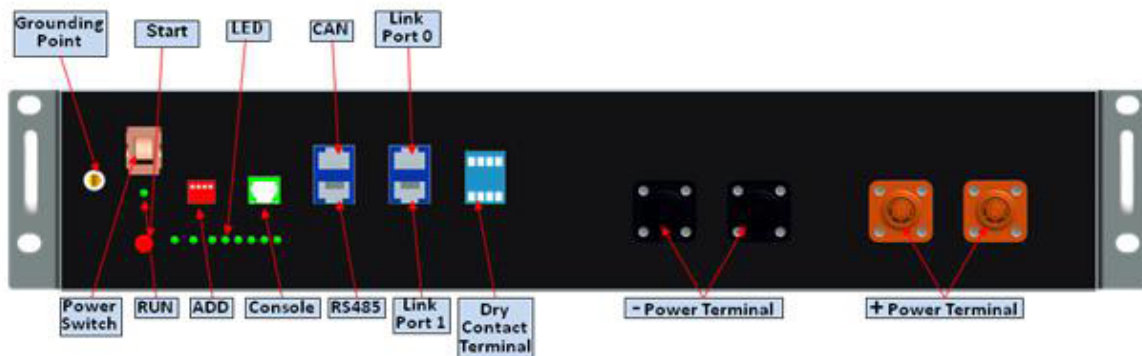 Grounding
Point
Start
LED
CAN
Link
Port 0
Power
Switch
RUN
ADD
Console
RS485
Link
Port 1
Dry
Contact
Terminal
- Power Terminal
+ Power Terminal